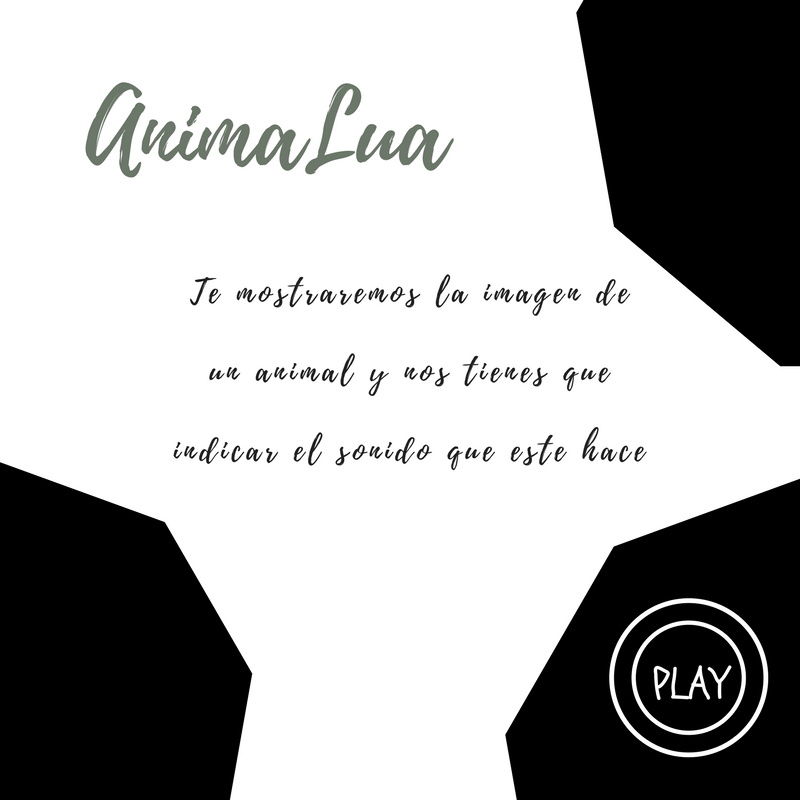 AnimaLua
Te mostraremos la imagen de
un animal y nos tienes que
indicar el sonido que este hace
PLAY